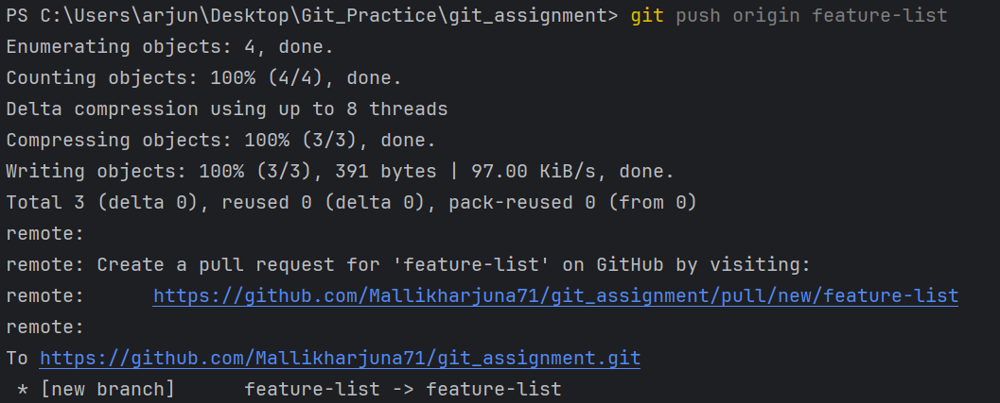 PS C:\Users\arjun\Desktop\Git_Practice\git_assignment> git push origin feature-list
Enumerating objects: 4, done.
Counting objects: 100% (4/4), done.
Delta compression using up to 8 threads
Compressing objects: 100% (3/3), done.
Writing objects: 100% (3/3), 391 bytes | 97.00 KiB/s, done.
Total 3 (delta 0), reused 0 (delta 0), pack-reused 0 (from 0)
remote:
remote: Create a pull request for 'feature-list' on GitHub by visiting:
remote:      https://github.com/Mallikharjuna71/git_assignment/pull/new/feature-list
remote:
To https://github.com/Mallikharjuna71/git_assignment.git
 * [new branch]      feature-list -> feature-list